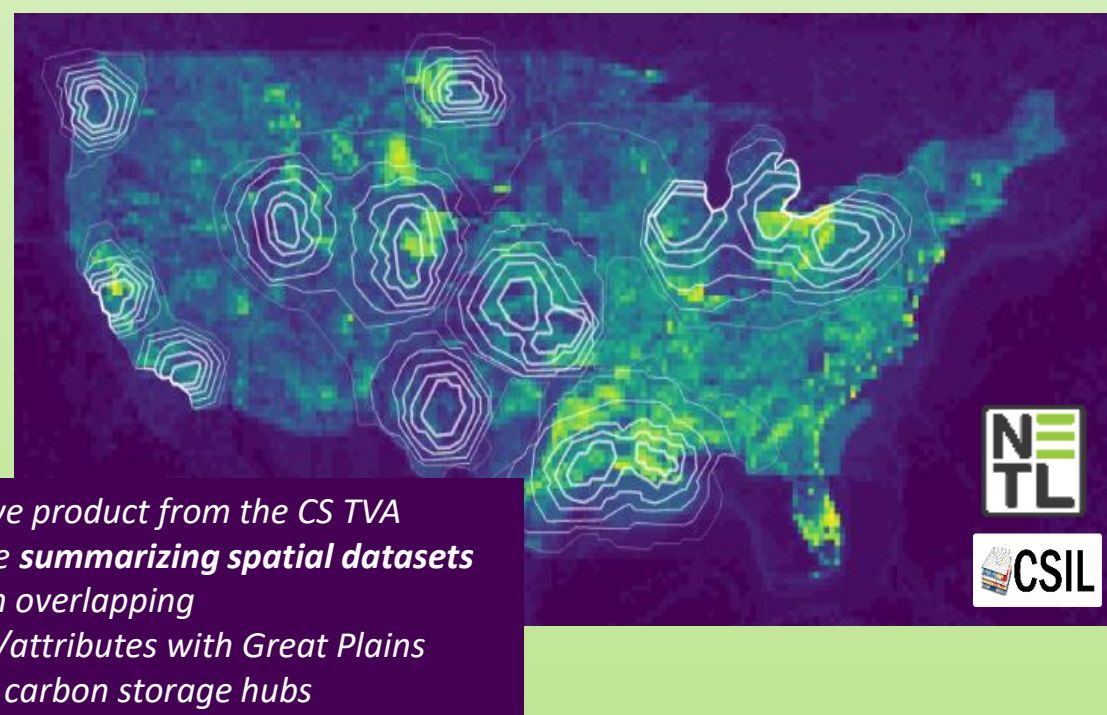 NE
TL
CSIL
ve product from the CS TVA
e summarizing spatial datasets
n overlapping
/attributes with Great Plains
carbon storage hubs